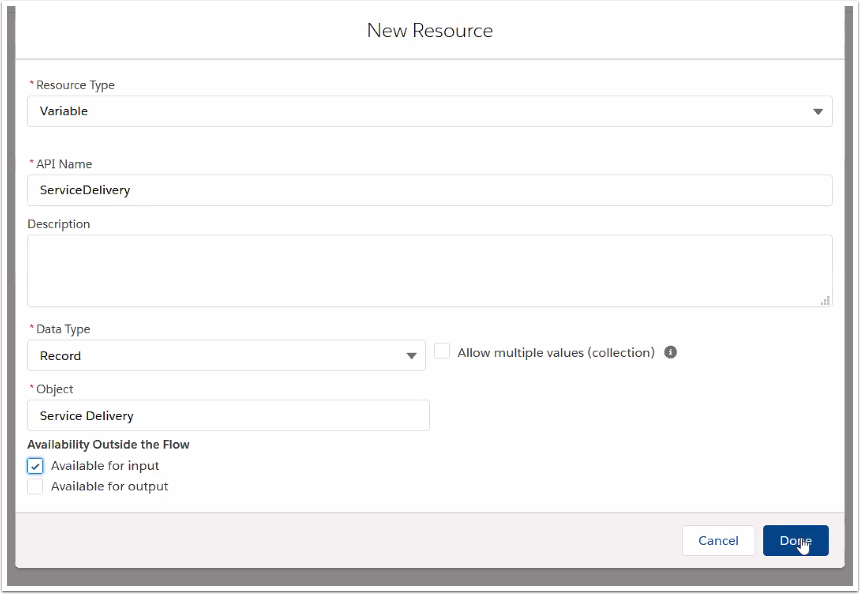 New Resource
* Resource Type
Variable
* API Name
ServiceDelivery
Description
* Data Type
Record
Allow multiple values (collection)
* Object
Service Delivery
Availability Outside the Flow
Available for input
Available for output
Cancel
Done